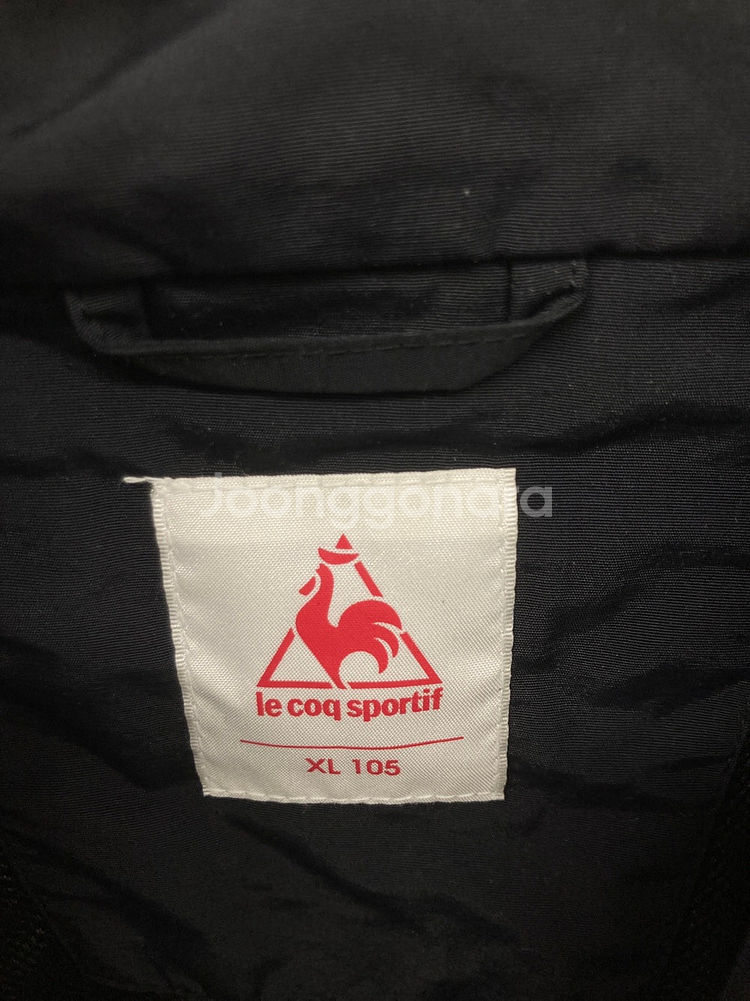 Joonggonara
le coq sportif
XL 105